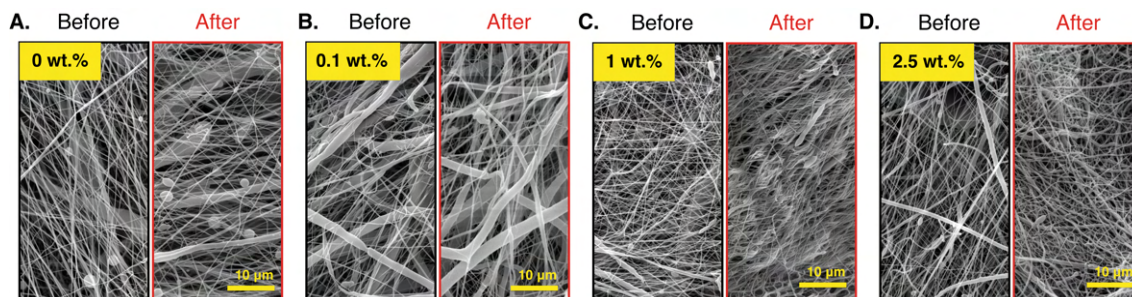 A. Before After
0 wt.%
10 µm
B. Before After
0.1 wt.%
10 µm
C. Before After
1 wt.%
10 µm
D. Before After
2.5 wt.%
10 µm